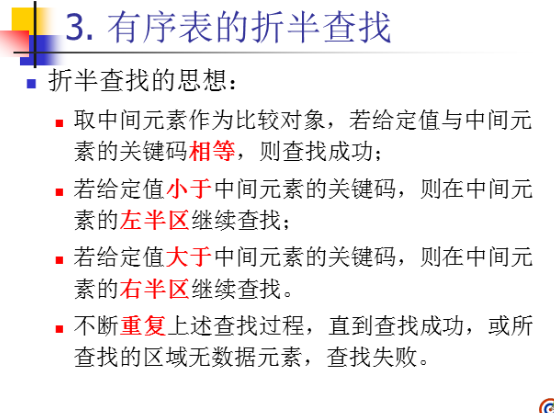 3. 有序表的折半查找
折半查找的思想：
取中间元素作为比较对象，若给定值与中间元
素的关键码相等，则查找成功；
若给定值小于中间元素的关键码，则在中间元
素的左半区继续查找；
若给定值大于中间元素的关键码，则在中间元
素的右半区继续查找。
不断重复上述查找过程，直到查找成功，或所
查找的区域无数据元素，查找失败。